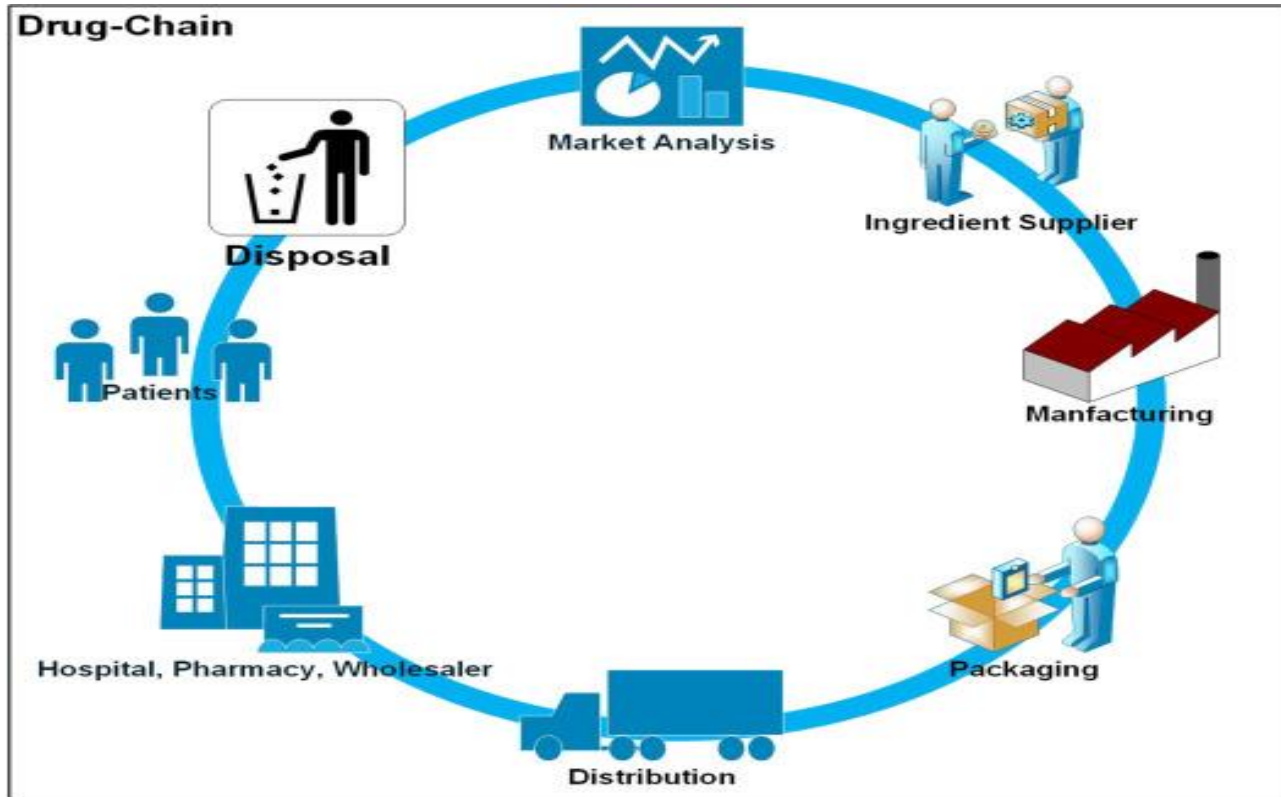 Drug-Chain
Market Analysis
Ingredient Supplier
Manfacturing
Packaging
Distribution
Hospital, Pharmacy, Wholesaler
Patients
Disposal